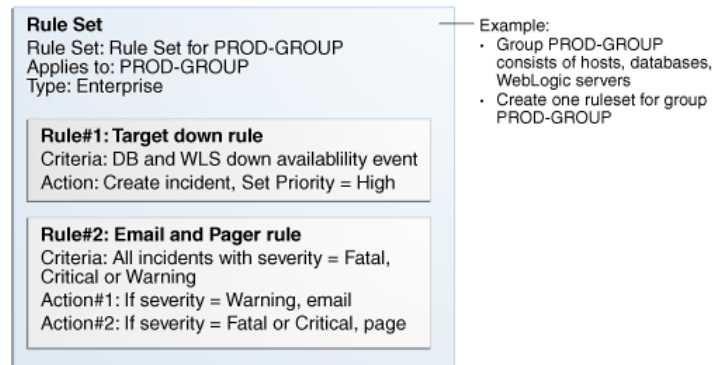 Rule Set
Rule Set: Rule Set for PROD-GROUP
Applies to: PROD-GROUP
Type: Enterprise
Rule#1: Target down rule
Criteria: DB and WLS down availablility event
Action: Create incident, Set Priority = High
Rule#2: Email and Pager rule
Criteria: All incidents with severity = Fatal,
Critical or Warning
Action#1: If severity = Warning, email
Action#2: If severity = Fatal or Critical, page
Example:
• Group PROD-GROUP
consists of hosts, databases,
WebLogic servers
• Create one ruleset for group
PROD-GROUP